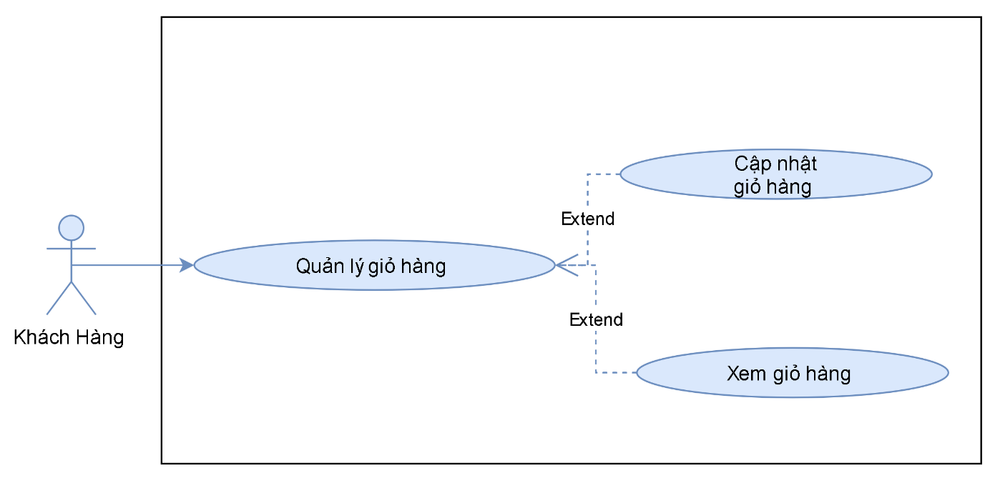 Cập nhật
giỏ hàng
Extend
Quản lý giỏ hàng
Extend
Khách Hàng
Xem giỏ hàng